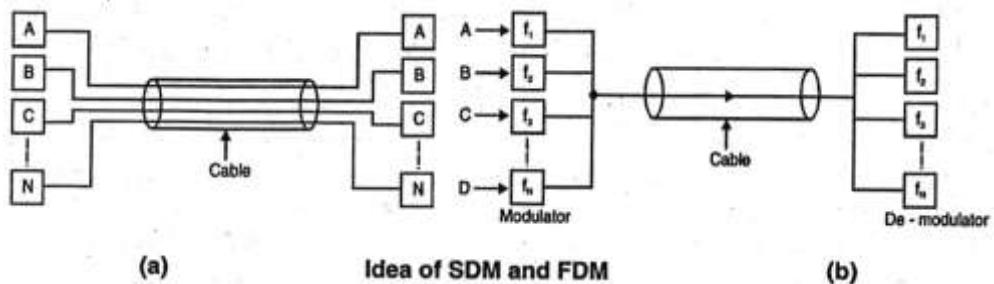 A
B
C
N
Cable
A
B
C
N
A
B
C
D
f₁
f₂
f₃
fN
Modulator
Cable
f₁
f₂
f₃
fN
De - modulator
(a)
Idea of SDM and FDM
(b)